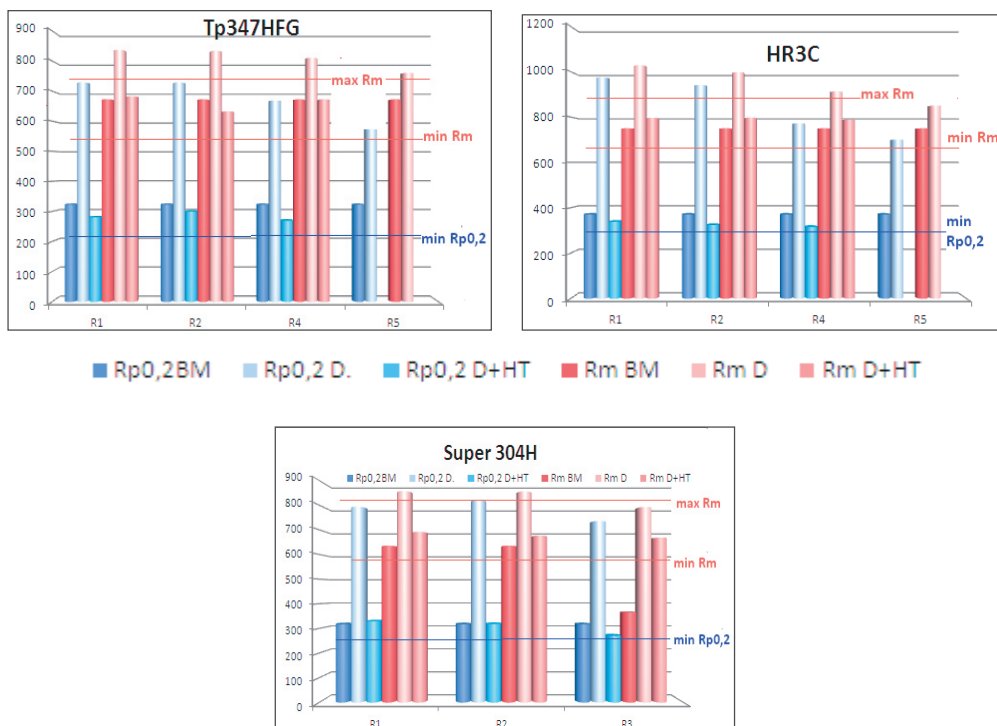 Tp347HFG
900
800
700
600
500
400
300
200
100
0
max Rm
min Rm
min Rp0,2
R1 R2 R4 R5
HR3C
1200
1000
800
600
400
200
0
max Rm
min Rm
min
Rp0,2
R1 R2 R4 R5
Rp0,2BM Rp0,2 D. Rp0,2 D+HT Rm BM Rm D Rm D+HT
Super 304H
Rp0,2BM Rp0,2 D. Rp0,2 D+HT Rm BM Rm D Rm D+HT
900
800
700
600
500
400
300
200
100
0
max Rm
min Rm
min Rp0,2
R1 R2 R3